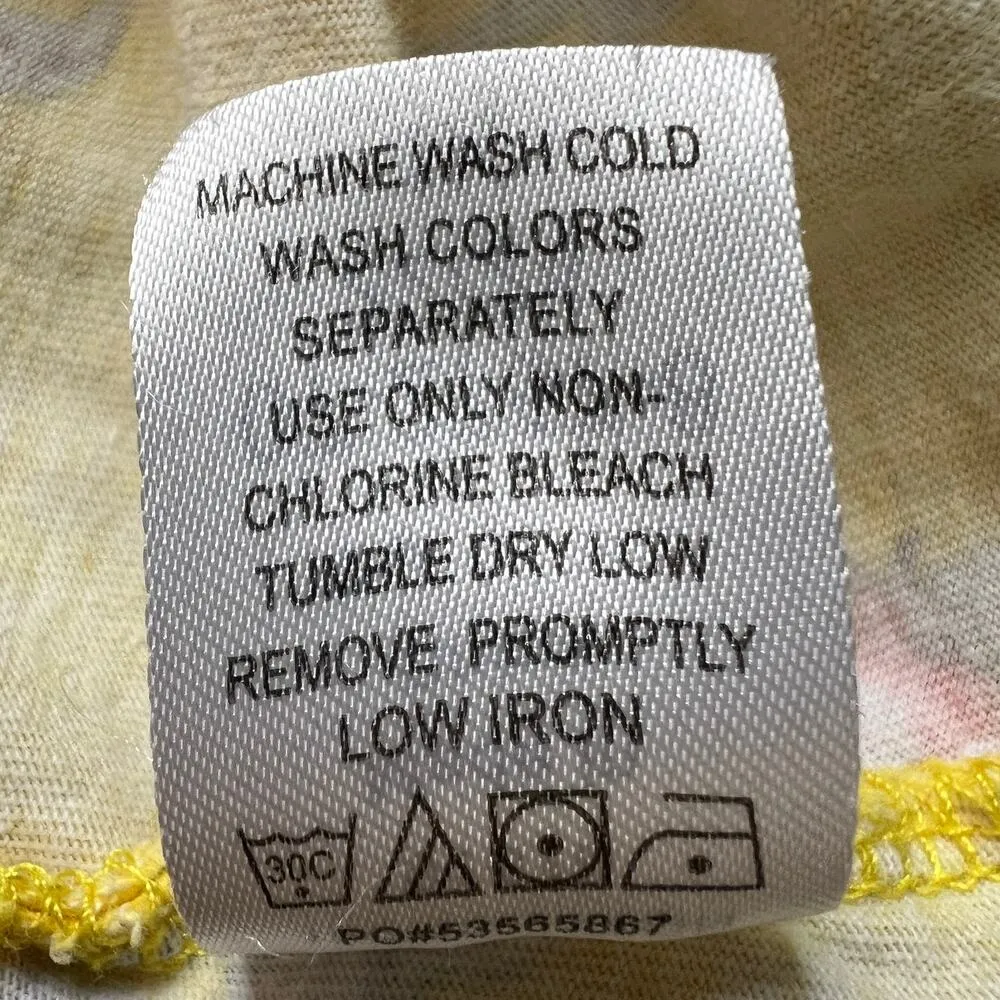 MACHINE WASH COLD
WASH COLORS
SEPARATELY
USE ONLY NON-
CHLORINE BLEACH
TUMBLE DRY LOW
REMOVE PROMPTLY
LOW IRON
30C
PO#53565867